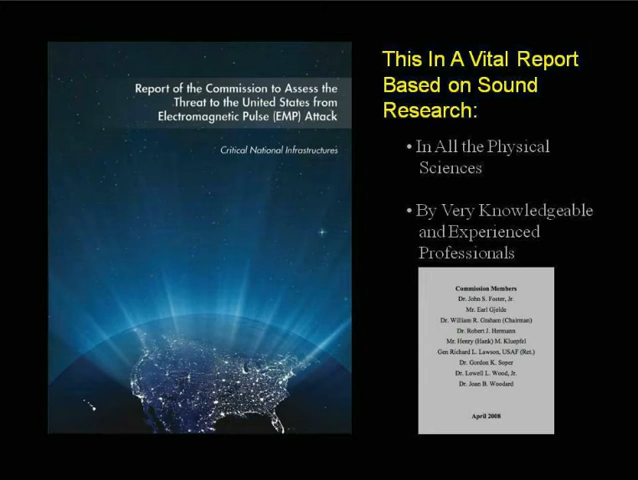 Report of the Commission to Assess the
Threat to the United States from
Electromagnetic Pulse (EMP) Attack
Critical National Infrastructures
This In A Vital Report
Based on Sound
Research:
• In All the Physical
Sciences
• By Very Knowledgeable
and Experienced
Professionals
Commission Members
Dr. John S. Foster, Jr.
Mr. Earl Gjelde
Dr. William R. Graham (Chairman)
Dr. Robert J. Hermann
Mr. Henry (Hank) M. Kluepfel
Gen Richard L. Lawson, USAF (Ret.)
Dr. Gordon K. Soper
Dr. Lowell L. Wood, Jr.
Dr. Joan B. Woodard
April 2008